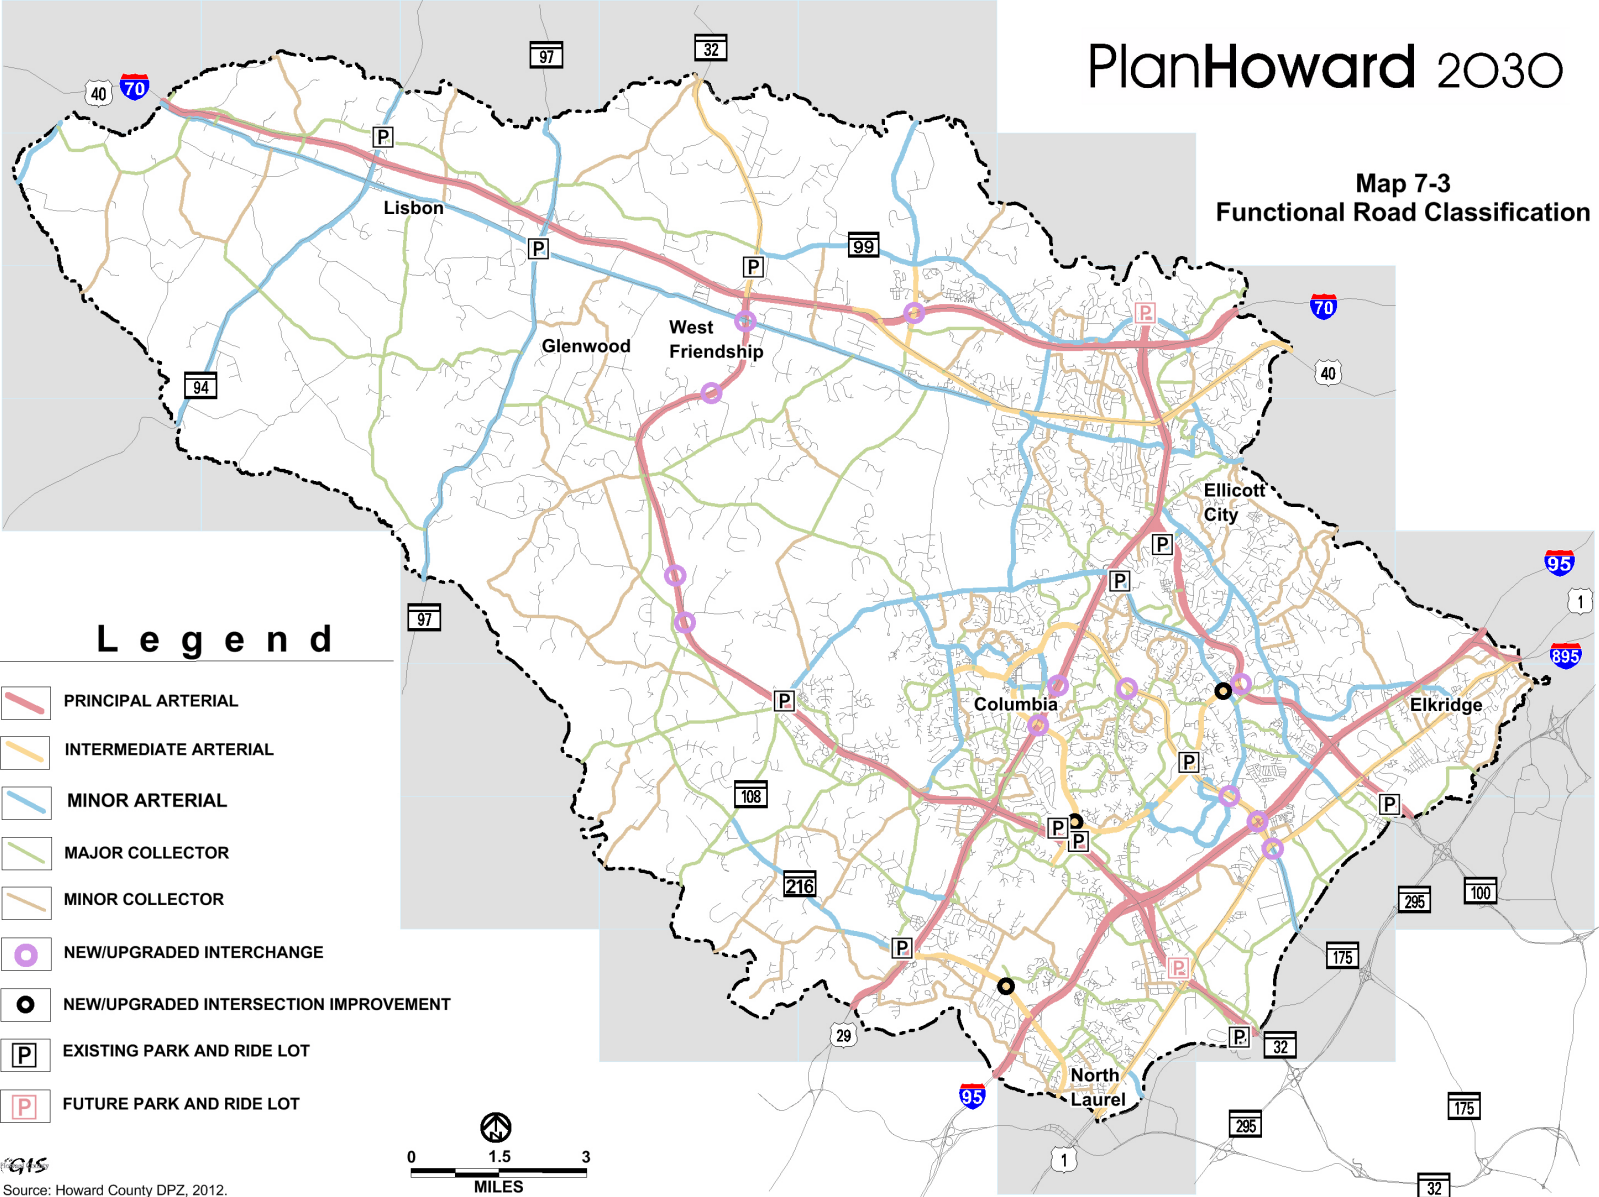 PlanHoward 2030
Map 7-3
Functional Road Classification
40
70
97
32
P
Lisbon
P
P
99
P
70
40
West
Friendship
Glenwood
94
Ellicott
City
P
P
97
95
1
895
Legend
PRINCIPAL ARTERIAL
INTERMEDIATE ARTERIAL
MINOR ARTERIAL
MAJOR COLLECTOR
MINOR COLLECTOR
NEW/UPGRADED INTERCHANGE
NEW/UPGRADED INTERSECTION IMPROVEMENT
P EXISTING PARK AND RIDE LOT
P FUTURE PARK AND RIDE LOT
P
Columbia
Elkridge
P
108
P
P
P
216
295
100
P
175
P
29
P
32
95
North
Laurel
175
295
1
32
N
0 1.5 3
MILES
GIS
Source: Howard County DPZ, 2012.